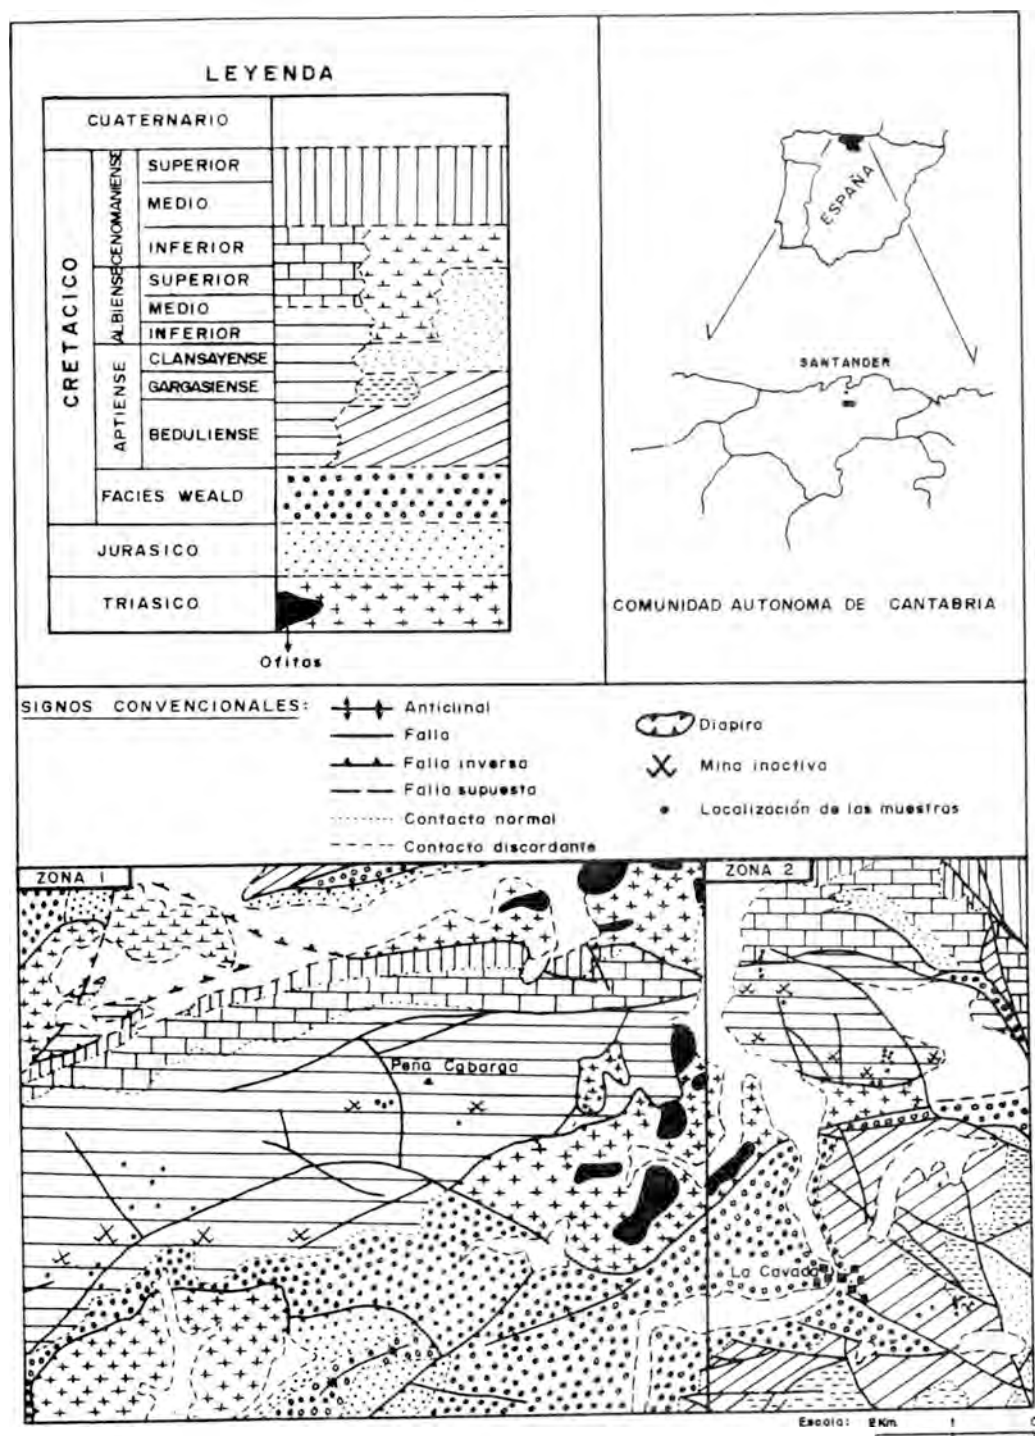 LEYENDA
CUATERNARIO
CRETACICO
CENOMANIENSE
SUPERIOR
MEDIO
INFERIOR
ALBIENSE
SUPERIOR
MEDIO
INFERIOR
APTIENSE
CLANSAYENSE
GARGASIENSE
BEDULIENSE
FACIES WEALD
JURASICO
TRIASICO
Ofitas
ESPAÑA
SANTANDER
COMUNIDAD AUTONOMA DE CANTABRIA
SIGNOS CONVENCIONALES:
Anticlinal
Falla
Falla inversa
Falla supuesta
Contacto normal
Contacto discordante
Diapiro
Mina inactiva
Localización de las muestras
ZONA 1
ZONA 2
Peña Cabarga
La Cavada
Escala: 2Km 1 0